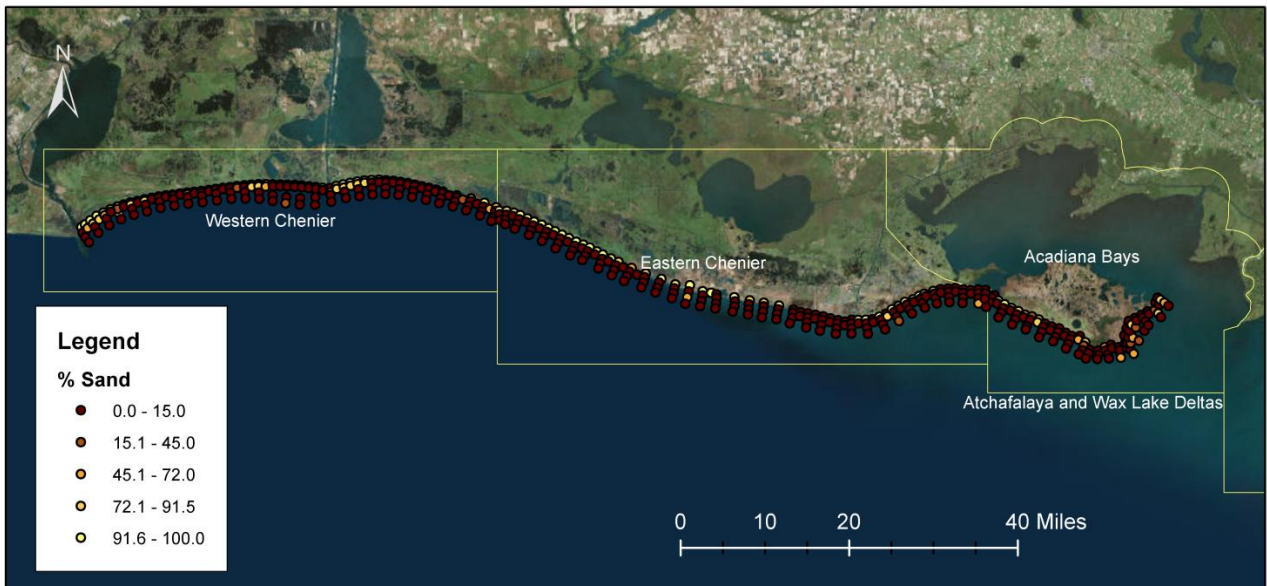 N
Western Chenier
Eastern Chenier
Acadiana Bays
Atchafalaya and Wax Lake Deltas
Legend
% Sand
0.0 - 15.0
15.1 - 45.0
45.1 - 72.0
72.1 - 91.5
91.6 - 100.0
0 10 20 40 Miles